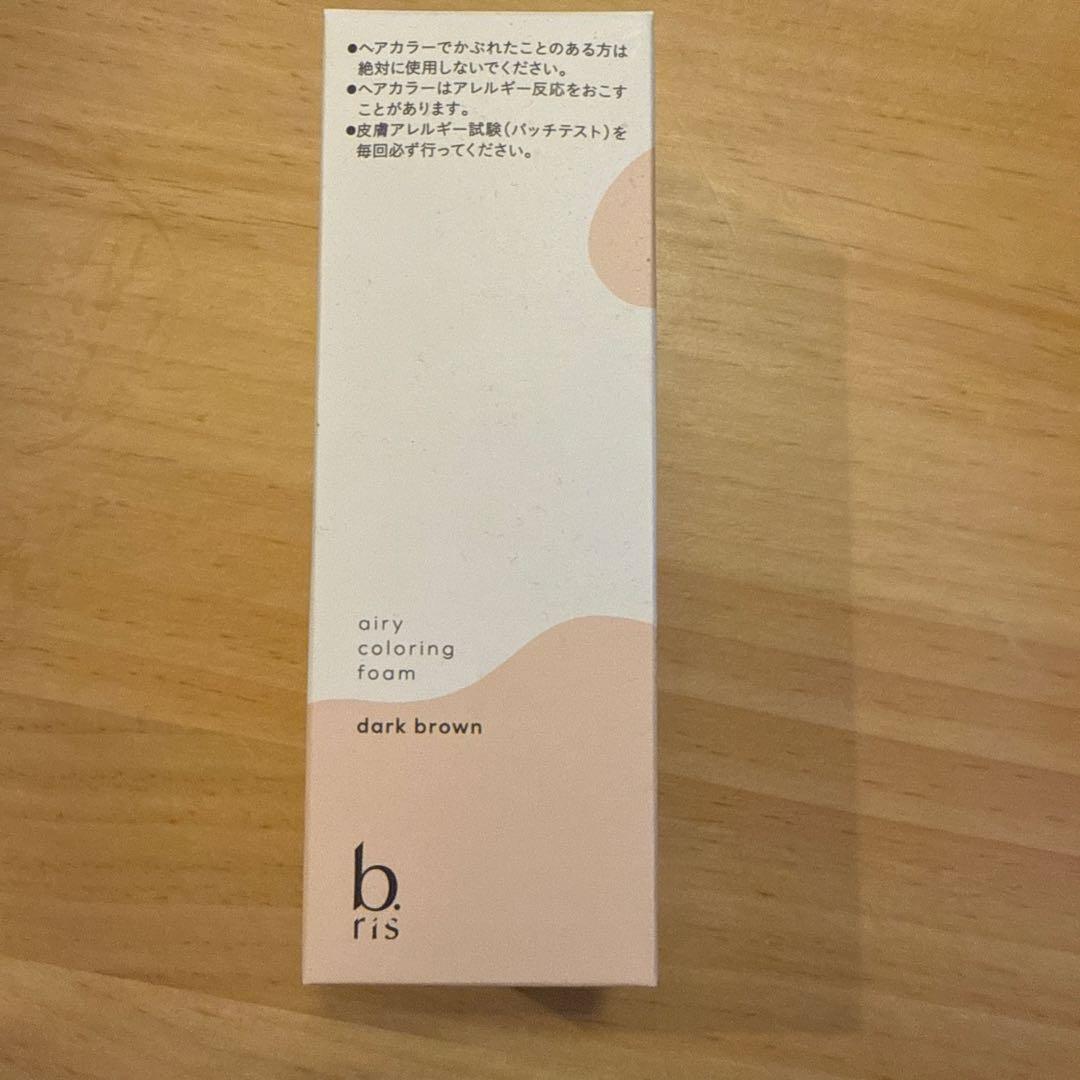 ●ヘアカラーでかぶれたことのある方は
絶対に使用しないでください。
●ヘアカラーはアレルギー反応をおこす
ことがあります。
●皮膚アレルギー試験(パッチテスト)を
毎回必ず行ってください。
airy
coloring
foam
dark brown
b.
ris